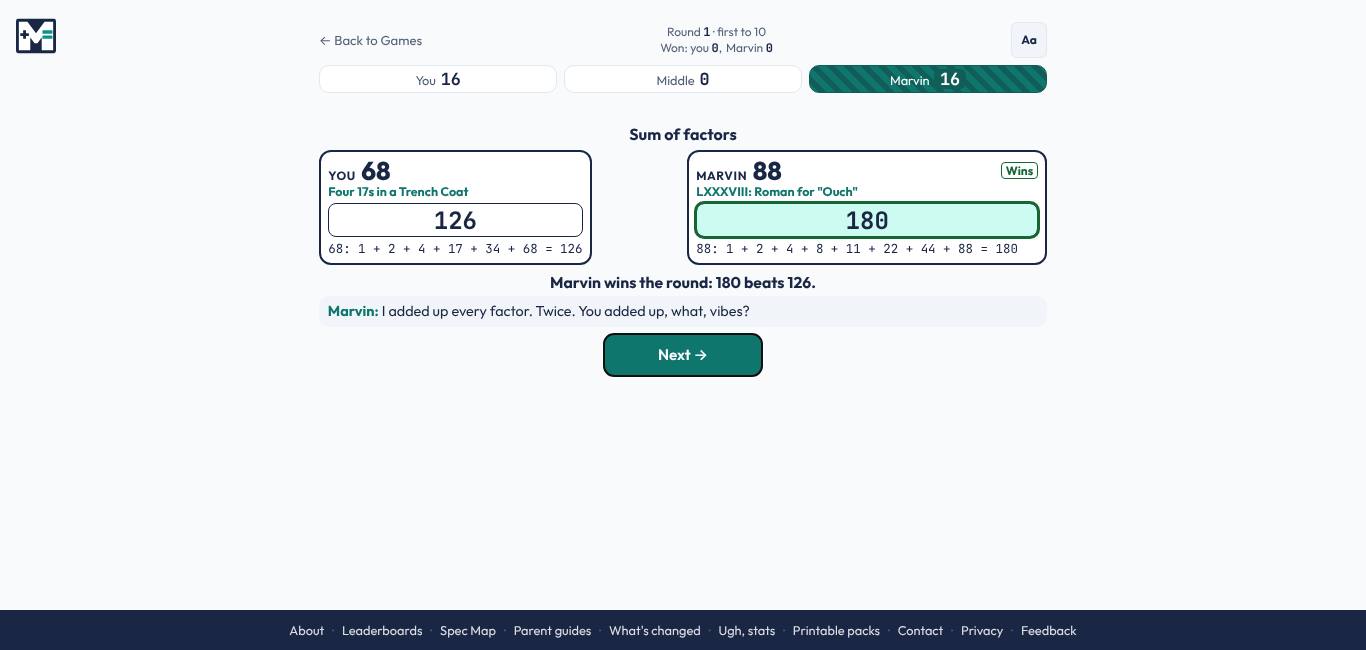 ← Back to Games
Round 1 · first to 10
Won: you 0, Marvin 0
Aa
You 16
Middle 0
Marvin 16
Sum of factors
YOU 68
Four 17s in a Trench Coat
126
68: 1 + 2 + 4 + 17 + 34 + 68 = 126
MARVIN 88
Wins
LXXXVIII: Roman for "Ouch"
180
88: 1 + 2 + 4 + 8 + 11 + 22 + 44 + 88 = 180
Marvin wins the round: 180 beats 126.
Marvin: I added up every factor. Twice. You added up, what, vibes?
Next →
About · Leaderboards · Spec Map · Parent guides · What's changed · Ugh, stats · Printable packs · Contact · Privacy · Feedback